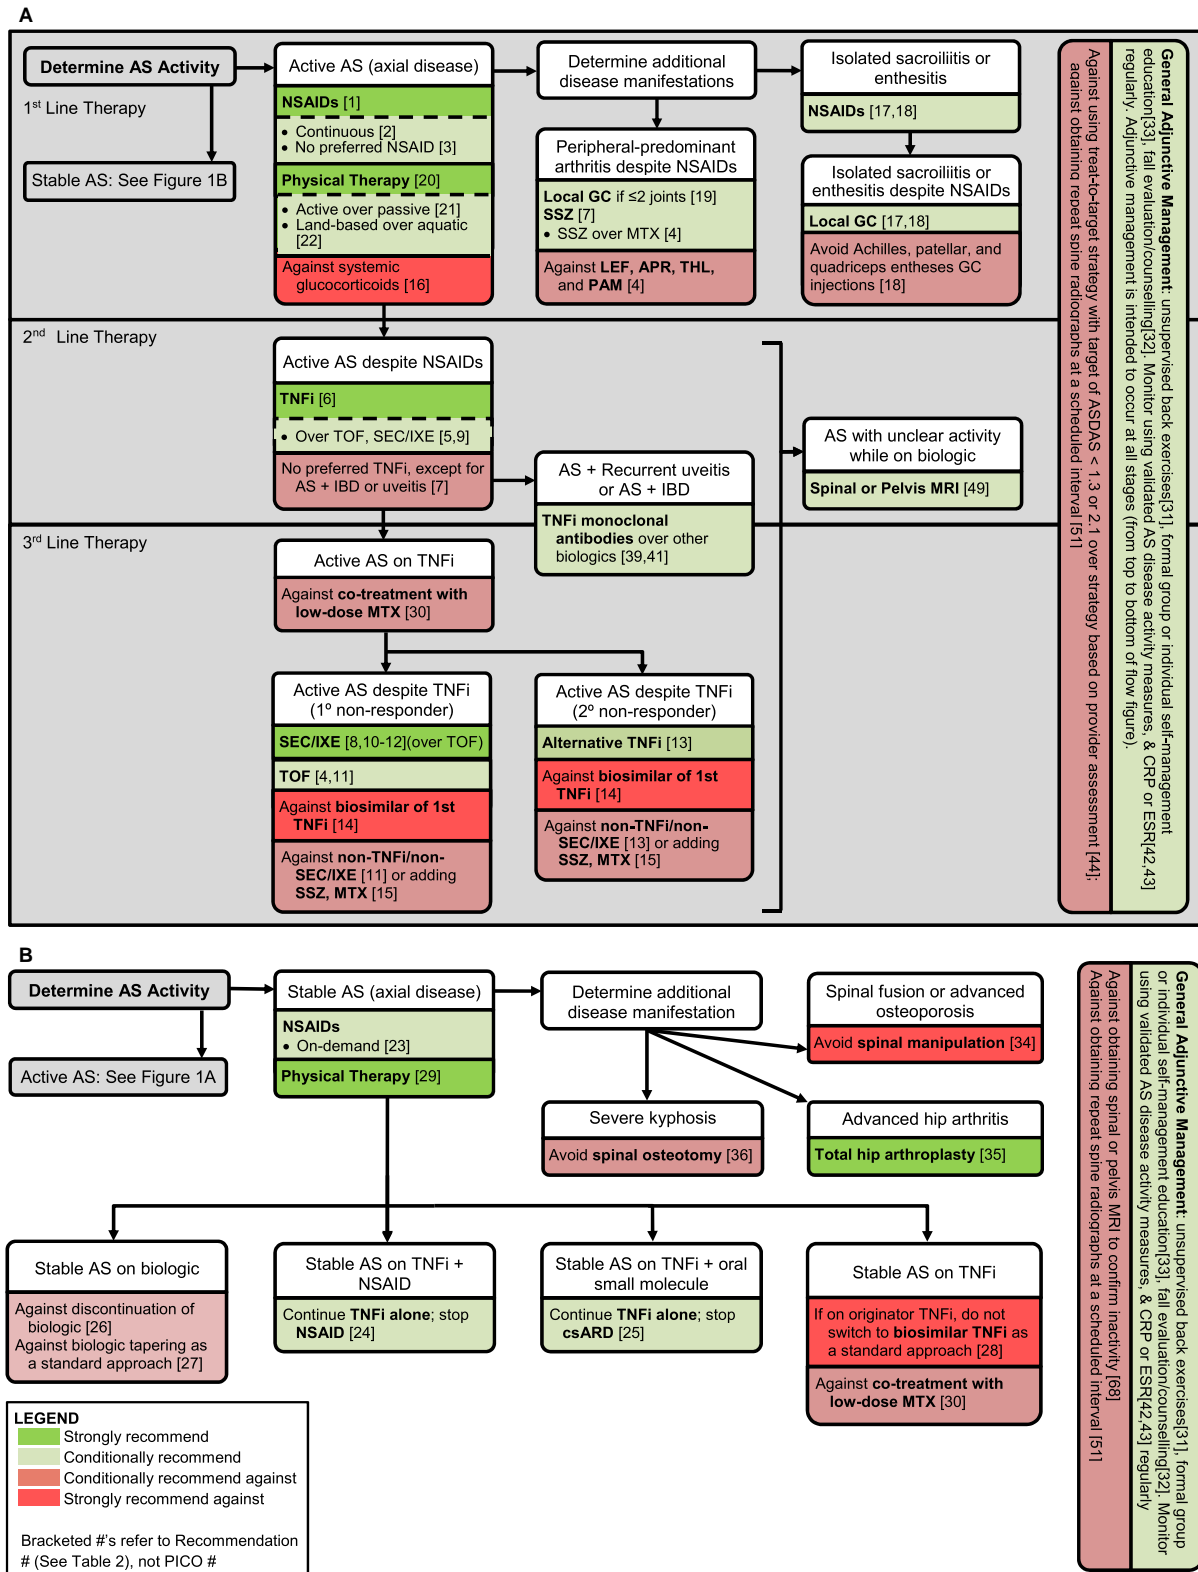 A
Determine AS Activity
1st Line Therapy
Stable AS: See Figure 1B
Active AS (axial disease)
NSAIDs [1]
• Continuous [2]
• No preferred NSAID [3]
Physical Therapy [20]
• Active over passive [21]
• Land-based over aquatic
[22]
Against systemic
glucocorticoids [16]
Determine additional
disease manifestations
Peripheral-predominant
arthritis despite NSAIDs
Local GC if ≤2 joints [19]
SSZ [7]
• SSZ over MTX [4]
Against LEF, APR, THL,
and PAM [4]
Isolated sacroiliitis or
enthesitis
NSAIDs [17,18]
Isolated sacroiliitis or
enthesitis despite NSAIDs
Local GC [17,18]
Avoid Achilles, patellar, and
quadriceps entheses GC
injections [18]
2nd Line Therapy
Active AS despite NSAIDs
TNFi [6]
• Over TOF, SEC/IXE [5,9]
No preferred TNFi, except for
AS + IBD or uveitis [7]
AS + Recurrent uveitis
or AS + IBD
TNFi monoclonal
antibodies over other
biologics [39,41]
AS with unclear activity
while on biologic
Spinal or Pelvis MRI [49]
3rd Line Therapy
Active AS on TNFi
Against co-treatment with
low-dose MTX [30]
Active AS despite TNFi
(1º non-responder)
SEC/IXE [8,10-12](over TOF)
TOF [4,11]
Against biosimilar of 1st
TNFi [14]
Against non-TNFi/non-
SEC/IXE [11] or adding
SSZ, MTX [15]
Active AS despite TNFi
(2º non-responder)
Alternative TNFi [13]
Against biosimilar of 1st
TNFi [14]
Against non-TNFi/non-
SEC/IXE [13] or adding
SSZ, MTX [15]
General Adjunctive Management: unsupervised back exercises[31], formal group or individual self-management
education[33], fall evaluation/counselling[32]. Monitor using validated AS disease activity measures, & CRP or ESR[42,43]
regularly. Adjunctive management is intended to occur at all stages (from top to bottom of flow figure).
Against using treat-to-target strategy with target of ASDAS < 1.3 or 2.1 over strategy based on provider assessment [44];
against obtaining repeat spine radiographs at a scheduled interval [51]
B
Determine AS Activity
Active AS: See Figure 1A
Stable AS (axial disease)
NSAIDs
• On-demand [23]
Physical Therapy [29]
Determine additional
disease manifestation
Spinal fusion or advanced
osteoporosis
Avoid spinal manipulation [34]
Severe kyphosis
Avoid spinal osteotomy [36]
Advanced hip arthritis
Total hip arthroplasty [35]
Stable AS on biologic
Against discontinuation of
biologic [26]
Against biologic tapering as
a standard approach [27]
Stable AS on TNFi +
NSAID
Continue TNFi alone; stop
NSAID [24]
Stable AS on TNFi + oral
small molecule
Continue TNFi alone; stop
csARD [25]
Stable AS on TNFi
If on originator TNFi, do not
switch to biosimilar TNFi as
a standard approach [28]
Against co-treatment with
low-dose MTX [30]
General Adjunctive Management: unsupervised back exercises[31], formal group
or individual self-management education[33], fall evaluation/counselling[32]. Monitor
using validated AS disease activity measures, & CRP or ESR[42,43] regularly
Against obtaining spinal or pelvis MRI to confirm inactivity [68]
Against obtaining repeat spine radiographs at a scheduled interval [51]
LEGEND
Strongly recommend
Conditionally recommend
Conditionally recommend against
Strongly recommend against
Bracketed #'s refer to Recommendation
# (See Table 2), not PICO #